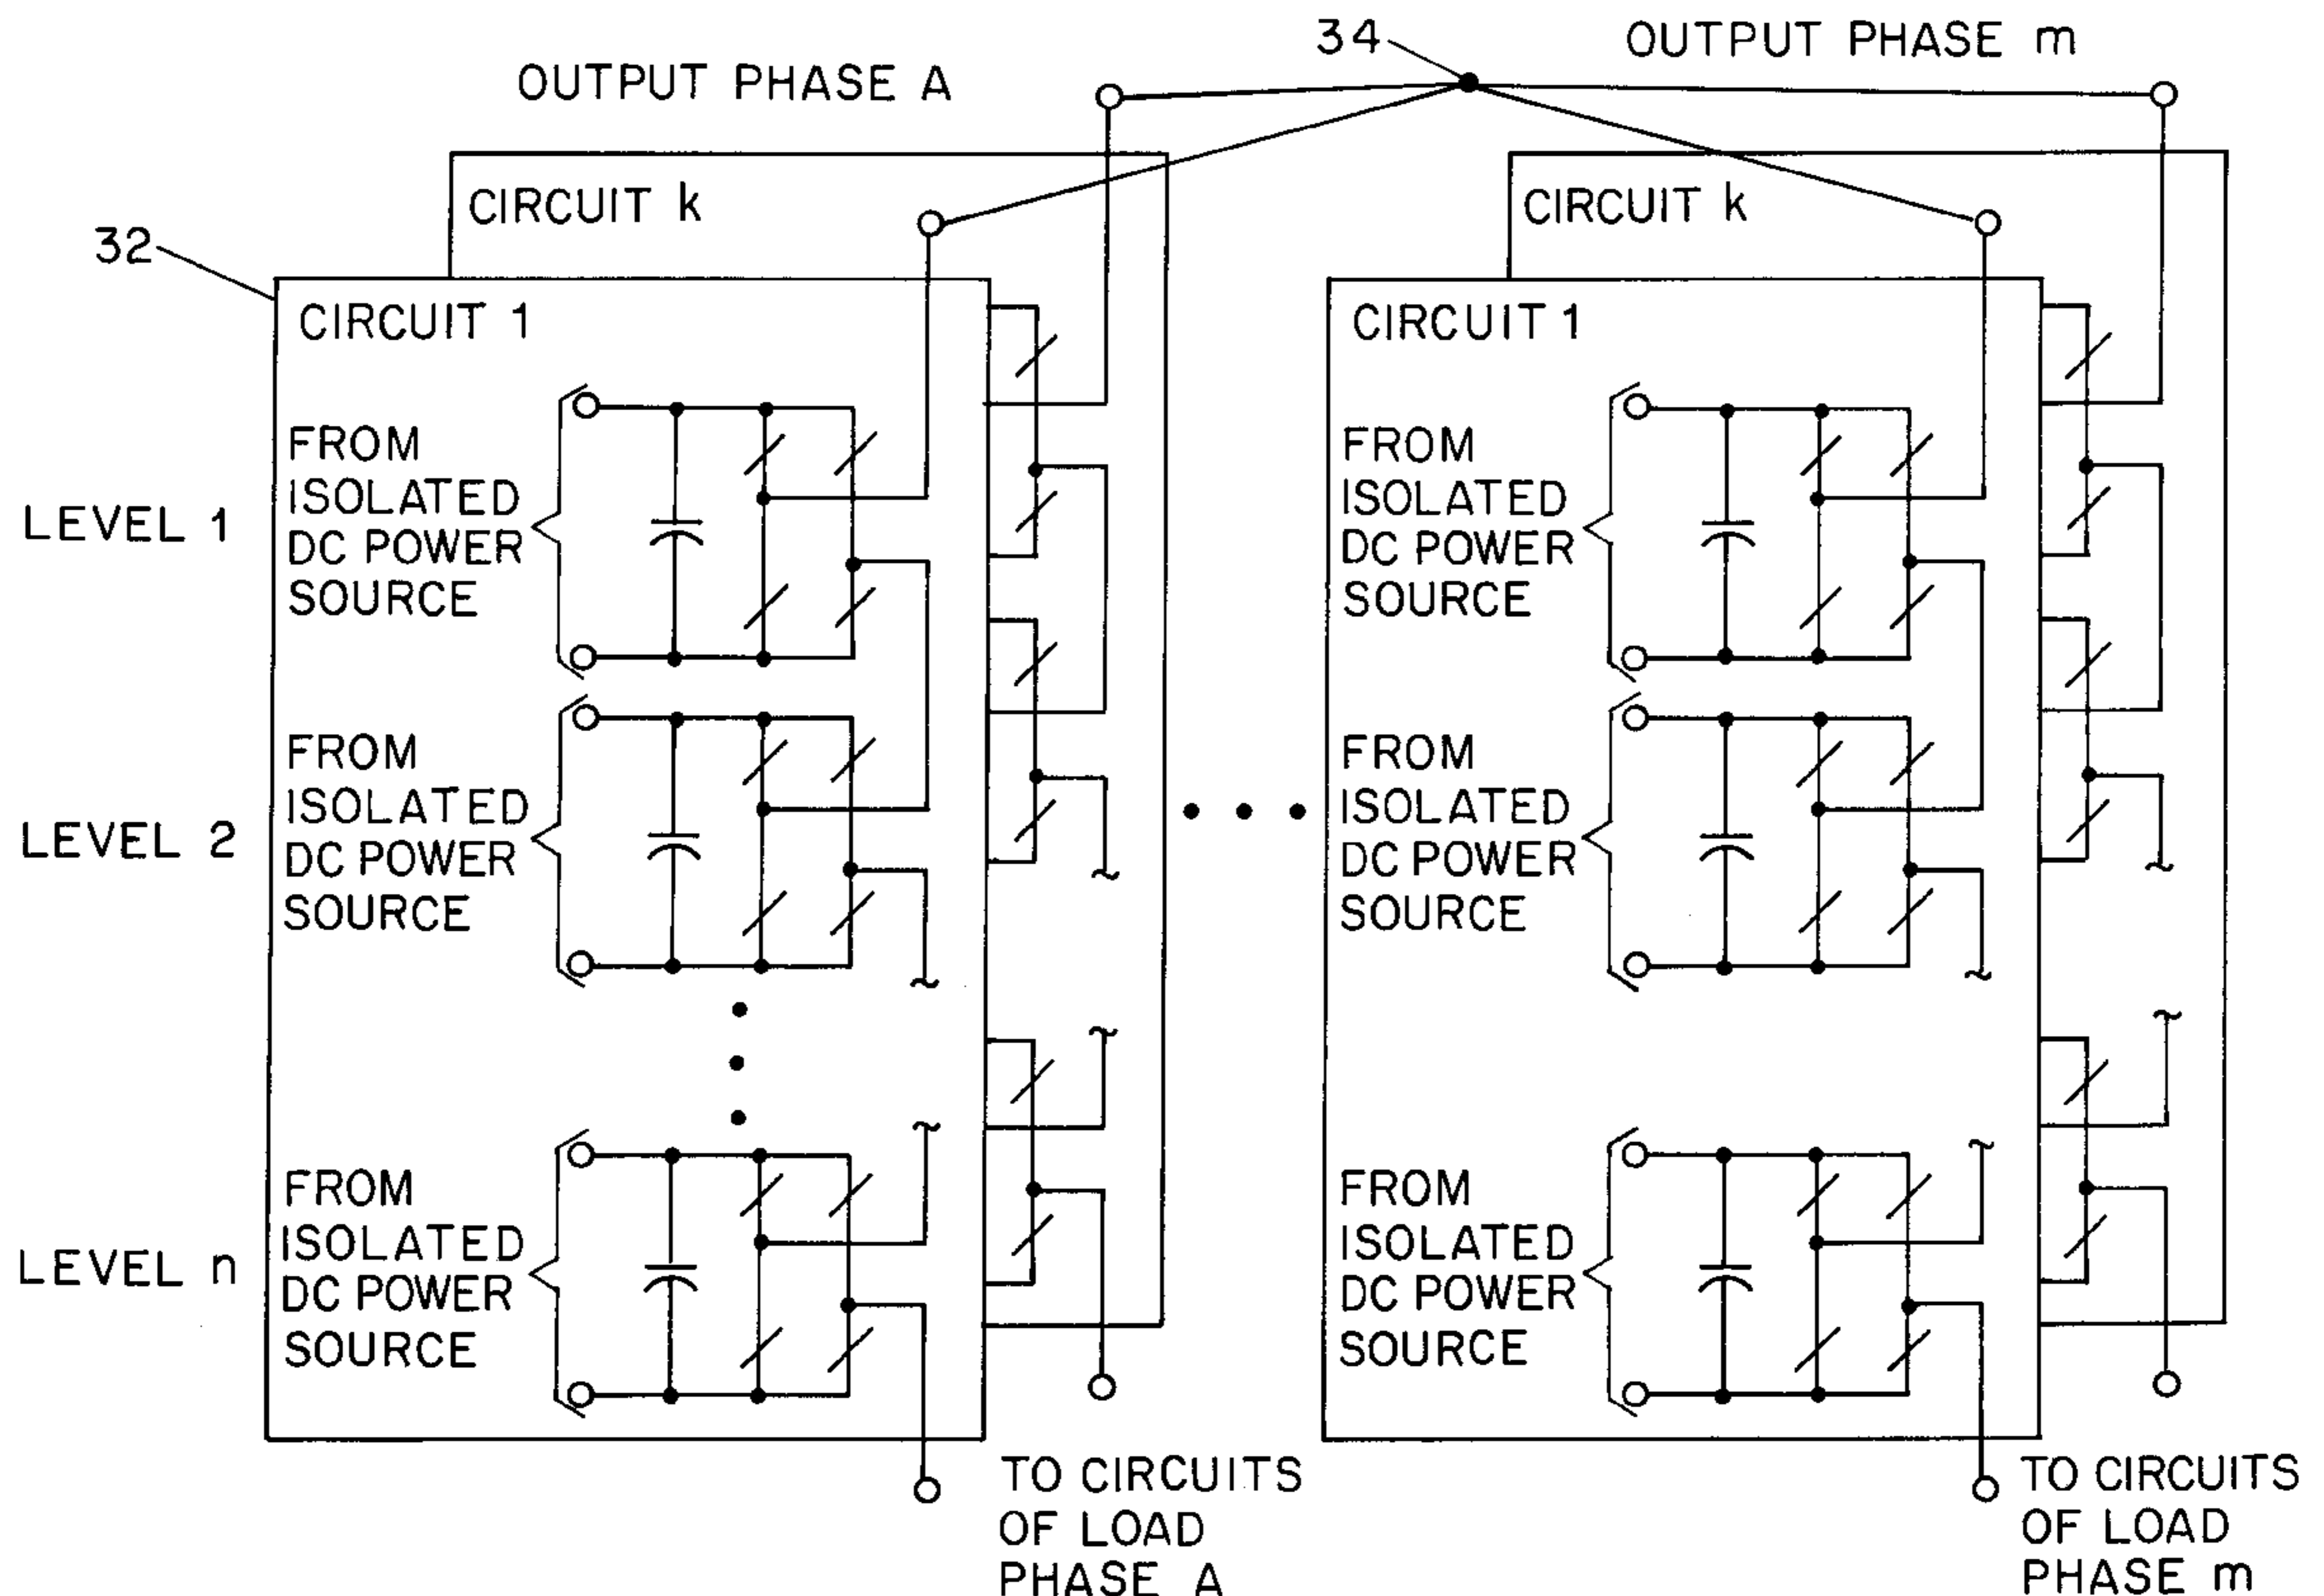 34
OUTPUT PHASE m
OUTPUT PHASE A
CIRCUIT k
CIRCUIT k
32
CIRCUIT 1
CIRCUIT 1
LEVEL 1
FROM
ISOLATED
DC POWER
SOURCE
FROM
ISOLATED
DC POWER
SOURCE
LEVEL 2
FROM
ISOLATED
DC POWER
SOURCE
FROM
ISOLATED
DC POWER
SOURCE
LEVEL n
FROM
ISOLATED
DC POWER
SOURCE
FROM
ISOLATED
DC POWER
SOURCE
TO CIRCUITS
OF LOAD
PHASE A
TO CIRCUITS
OF LOAD
PHASE m